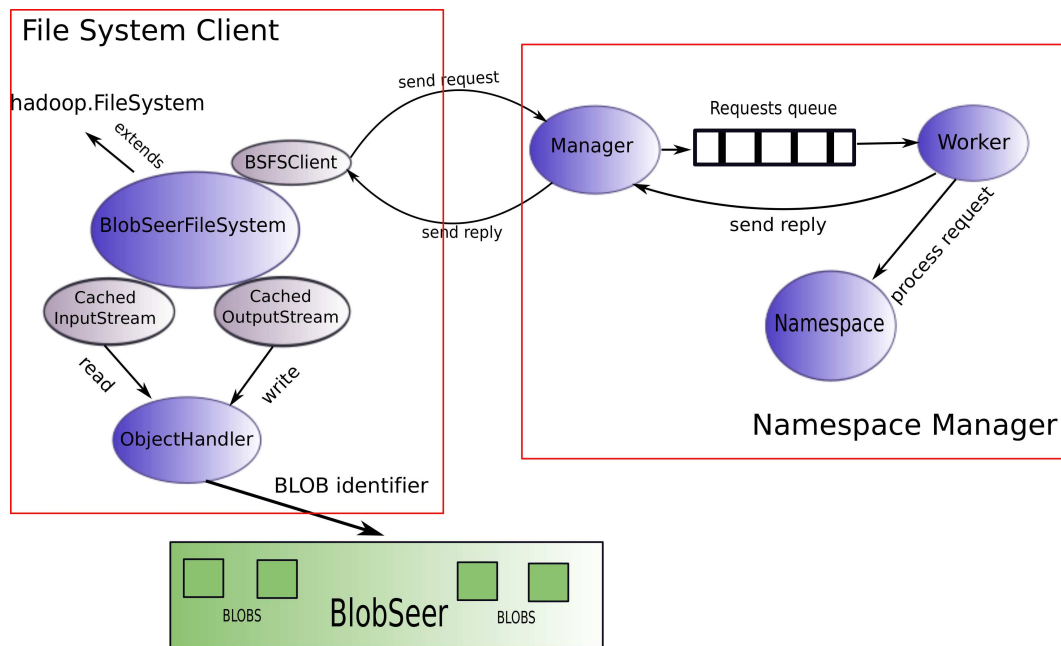 File System Client
hadoop.FileSystem
extends
BSFSClient
BlobSeerFileSystem
Cached
InputStream
Cached
OutputStream
read
write
ObjectHandler
BLOB identifier
send request
send reply
Manager
Requests queue
Worker
send reply
process request
Namespace
Namespace Manager
BLOBS
BlobSeer
BLOBS